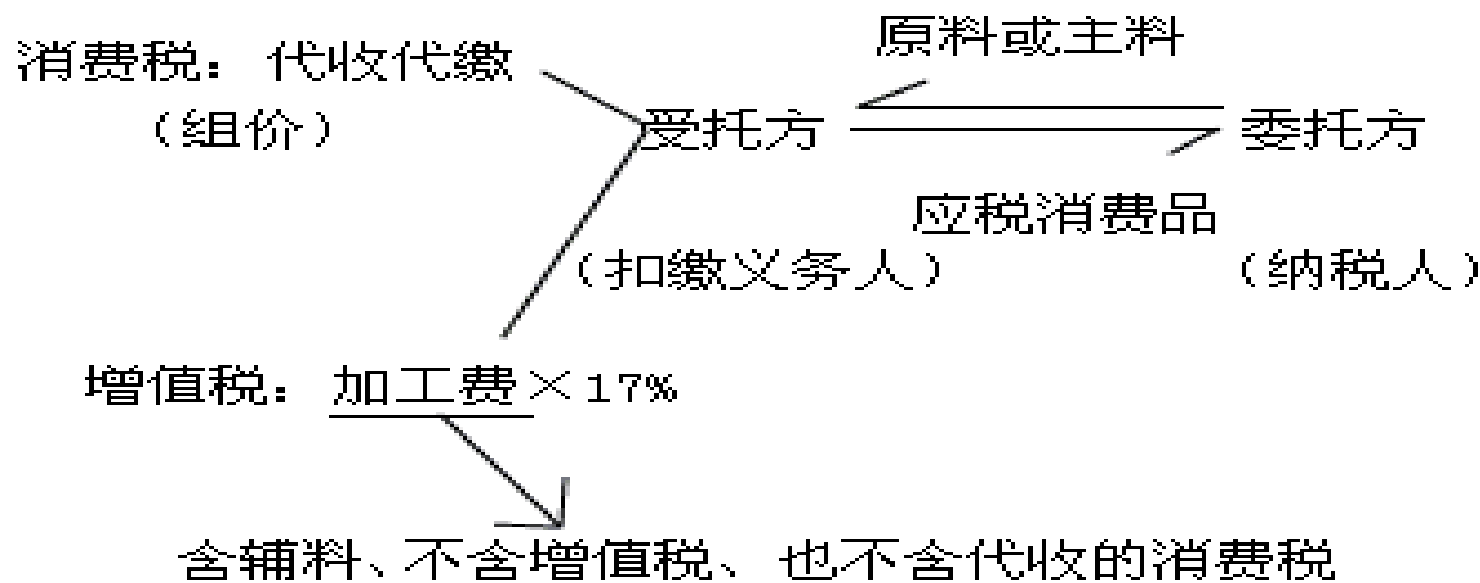 原料或主料
消费税：代收代缴
（组价）
受托方
委托方
应税消费品
（扣缴义务人）
（纳税人）
增值税：加工费×17%
含辅料、不含增值税、也不含代收的消费税